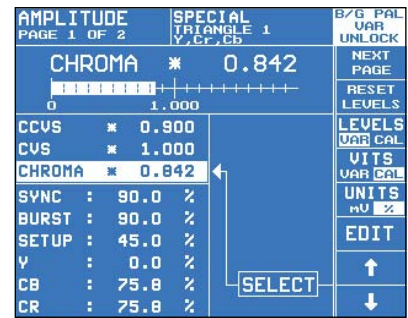 AMPLITUDE
PAGE 1 OF 2
SPECIAL
TRIANGLE 1
Y,Cr,Cb
B/G PAL
VAR
UNLOCK
CHROMA * 0.842
0 1.000
NEXT
PAGE
RESET
LEVELS
CCVS * 0.900
CVS * 1.000
CHROMA * 0.842
SYNC : 90.0 %
BURST : 90.0 %
SETUP : 45.0 %
Y : 0.0 %
CB : 75.8 %
CR : 75.8 %
SELECT
LEVELS
VAR CAL
VITS
VAR CAL
UNITS
mV %
EDIT